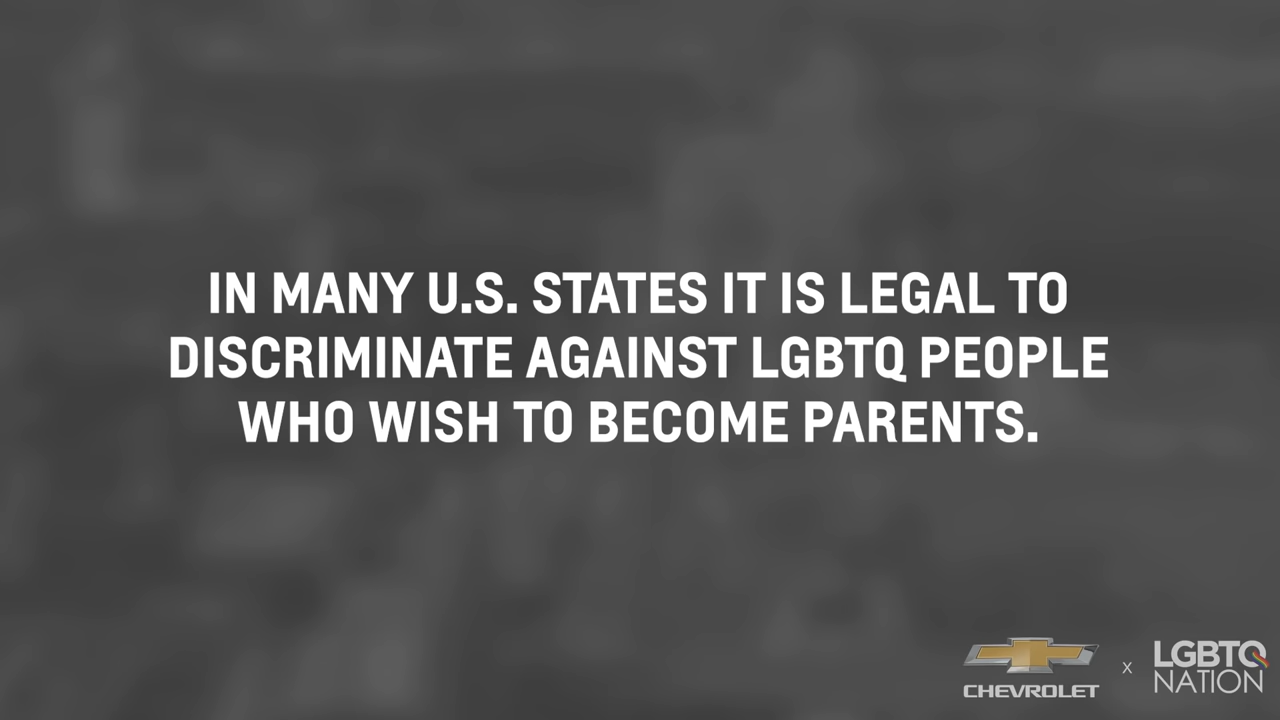 IN MANY U.S. STATES IT IS LEGAL TO
DISCRIMINATE AGAINST LGBTQ PEOPLE
WHO WISH TO BECOME PARENTS.
CHEVROLET X LGBTQ
NATION